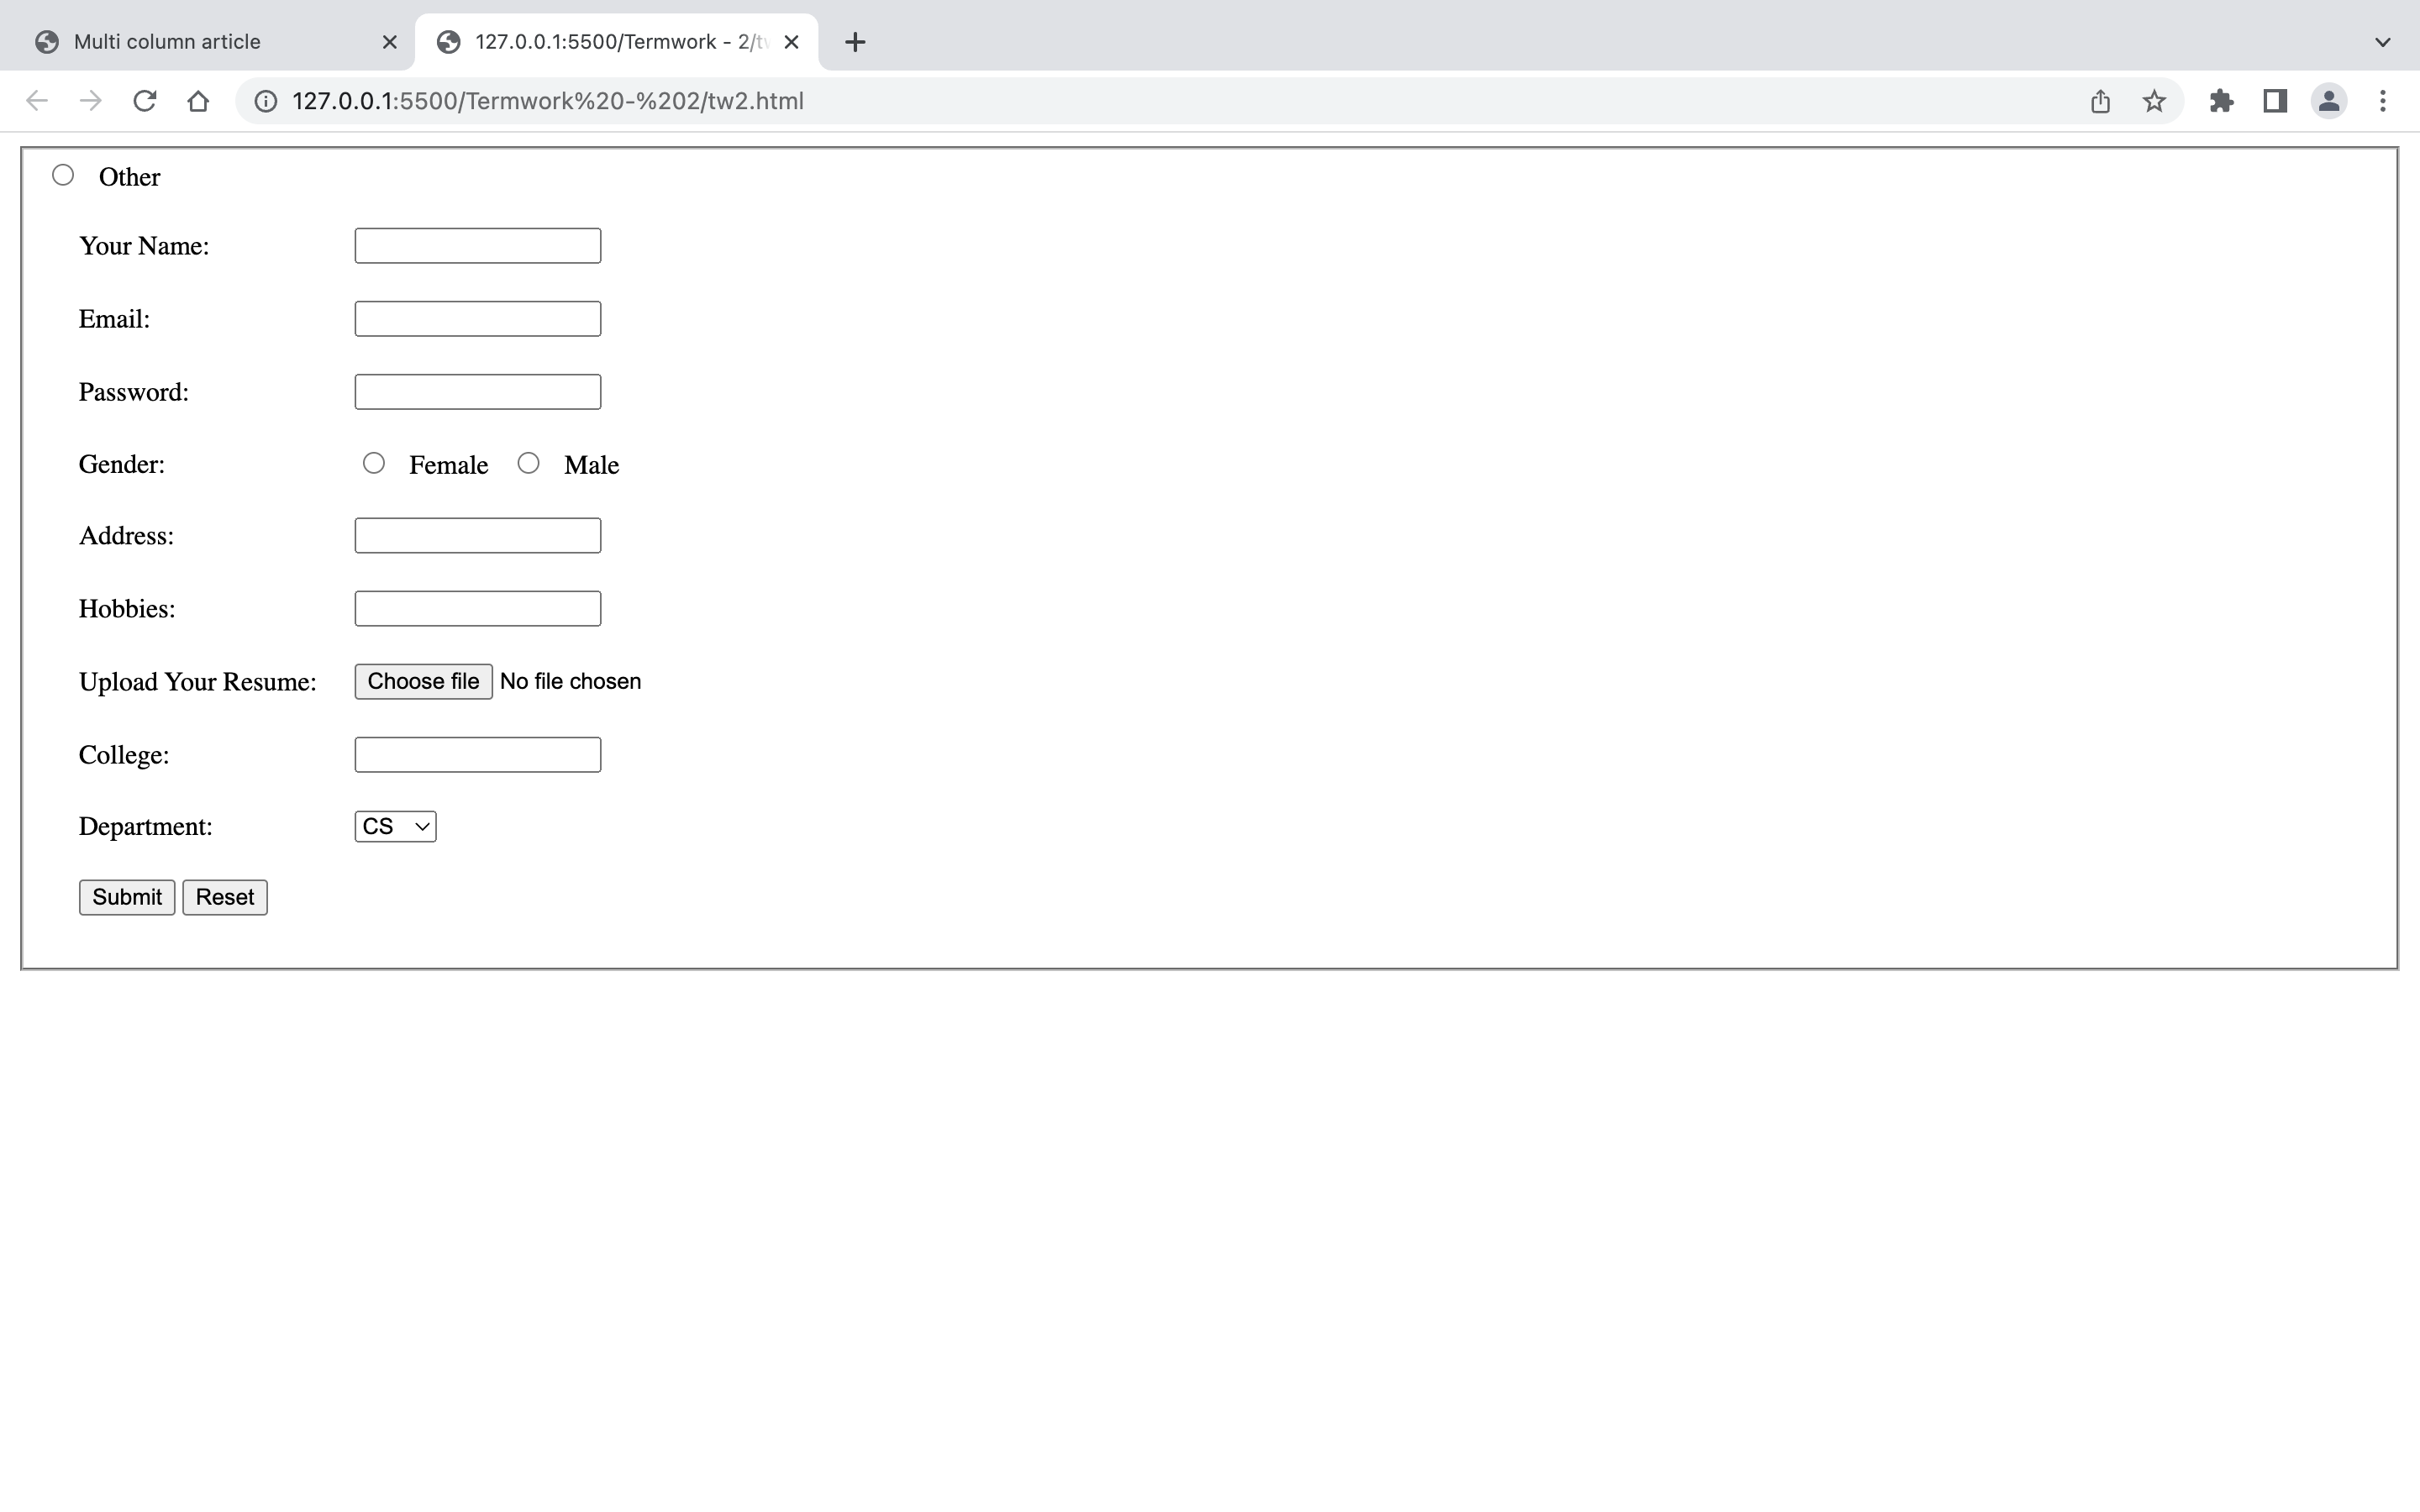 Multi column article
127.0.0.1:5500/Termwork - 2/tw
127.0.0.1:5500/Termwork%20-%202/tw2.html
Other
Your Name:
Email:
Password:
Gender: Female Male
Address:
Hobbies:
Upload Your Resume: Choose file No file chosen
College:
Department: CS
Submit Reset